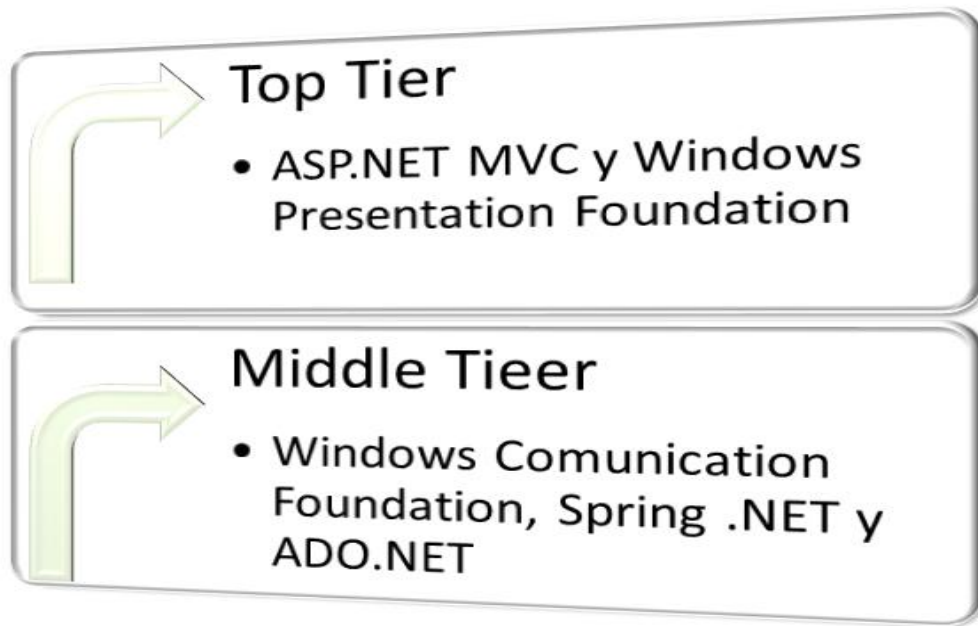 Top Tier
• ASP.NET MVC y Windows
Presentation Foundation
Middle Tieer
• Windows Comunication
Foundation, Spring .NET y
ADO.NET